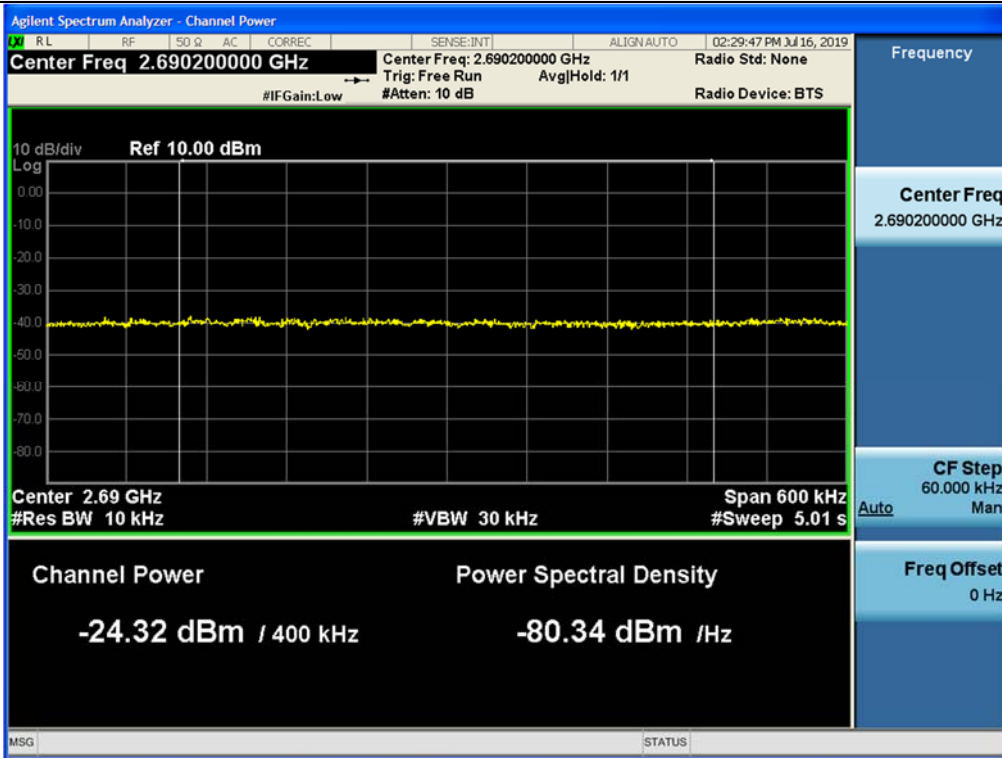 Agilent Spectrum Analyzer - Channel Power
LXI RL RF 50 Ω AC CORREC SENSE:INT ALIGN AUTO 02:29:47 PM Jul 16, 2019
Center Freq 2.690200000 GHz
Center Freq: 2.690200000 GHz Radio Std: None
Trig: Free Run Avg|Hold: 1/1
#IFGain:Low #Atten: 10 dB Radio Device: BTS
10 dB/div Ref 10.00 dBm
Log
0.00
-10.0
-20.0
-30.0
-40.0
-50.0
-60.0
-70.0
-80.0
Center 2.69 GHz Span 600 kHz
#Res BW 10 kHz #VBW 30 kHz #Sweep 5.01 s
Channel Power Power Spectral Density
-24.32 dBm / 400 kHz -80.34 dBm /Hz
MSG STATUS
Frequency
Center Freq
2.690200000 GHz
CF Step
60.000 kHz
Auto Man
Freq Offset
0 Hz